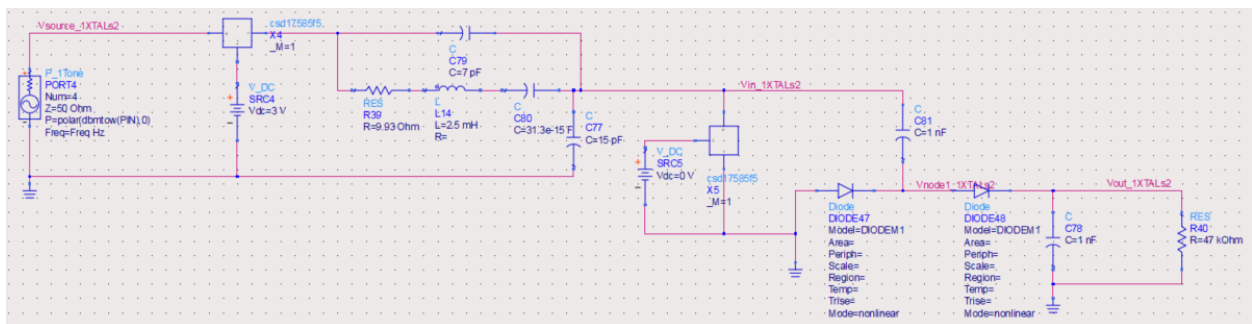 Vsource_1XTALs2
csd17585f5
X4
_M=1
C
C79
C=7 pF
P_1Tone
PORT4
Num=4
Z=50 Ohm
P=polar(dbmtow(PIN),0)
Freq=Freq Hz
V_DC
SRC4
Vdc=3 V
RES
R39
R=9.93 Ohm
L
L14
L=2.5 mH
R=
C
C80
C=31.3e-15 F
C
C77
C=15 pF
Vin_1XTALs2
C
C81
C=1 nF
V_DC
SRC5
Vdc=0 V
csd17585f5
X5
_M=1
Vnode1_1XTALs2
Vout_1XTALs2
Diode
DIODE47
Model=DIODEM1
Area=
Periph=
Scale=
Region=
Temp=
Trise=
Mode=nonlinear
Diode
DIODE48
Model=DIODEM1
Area=
Periph=
Scale=
Region=
Temp=
Trise=
Mode=nonlinear
C
C78
C=1 nF
RES
R40
R=47 kOhm